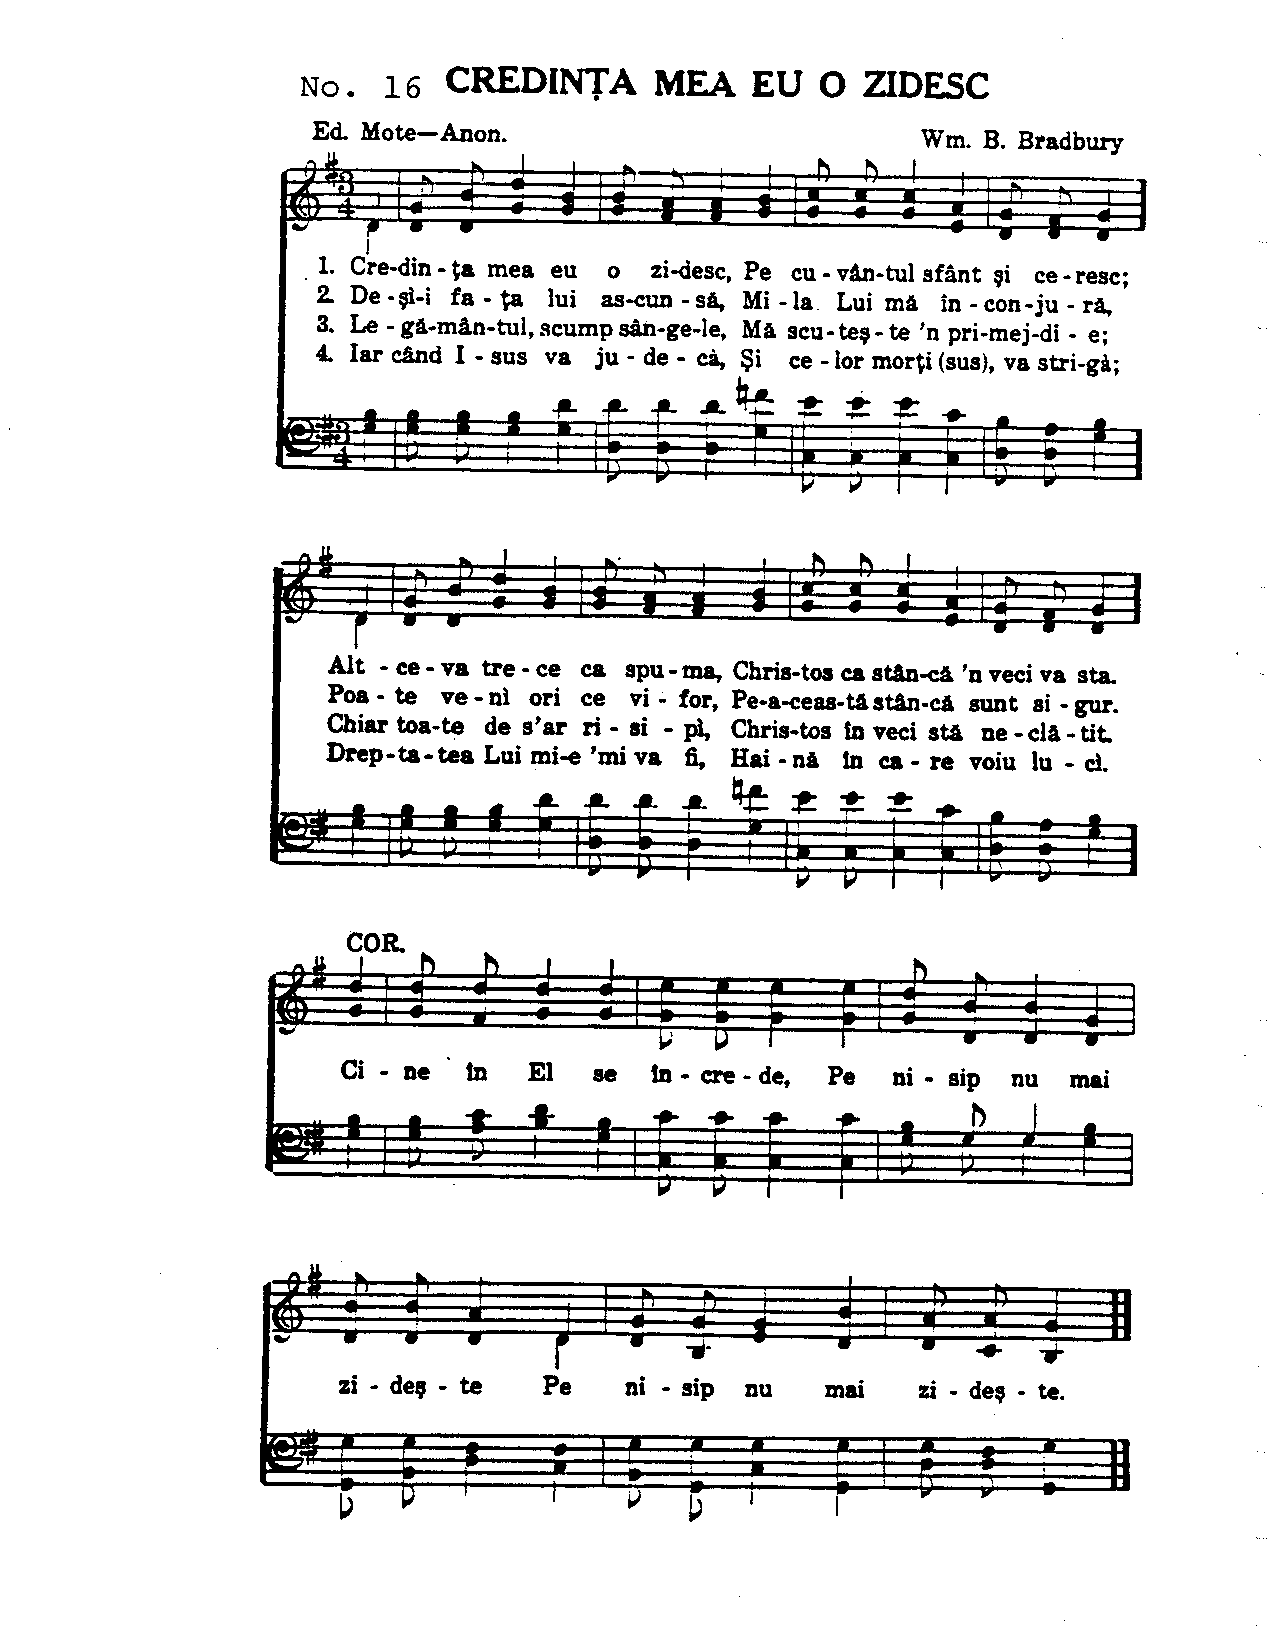 No. 16 CREDINȚA MEA EU O ZIDESC
Ed. Mote—Anon.
Wm. B. Bradbury
3
4
1. Cre-din-ța mea eu o zi-desc, Pe cu-vân-tul sfânt și ce-resc;
2. De-și-i fa-ța lui as-cun-să, Mi-la Lui mă în-con-ju-ră,
3. Le-gă-mân-tul, scump sân-ge-le, Mă scu-teș-te 'n pri-mej-di-e;
4. Iar când I-sus va ju-de-cà, Și ce-lor morți (sus), va stri-gà;
3
4
Alt-ce-va tre-ce ca spu-ma, Chris-tos ca stân-că 'n veci va sta.
Poa-te ve-nì ori ce vi-for, Pe-a-ceas-tă stân-că sunt si-gur.
Chiar toa-te de s'ar ri-si-pì, Chris-tos în veci stă ne-clă-tit.
Drep-ta-tea Lui mi-e 'mi va fi, Hai-nă în ca-re voiu lu-cì.
COR.
Ci-ne în El se în-cre-de, Pe ni-sip nu mai
zi-deș-te Pe ni-sip nu mai zi-deș-te.